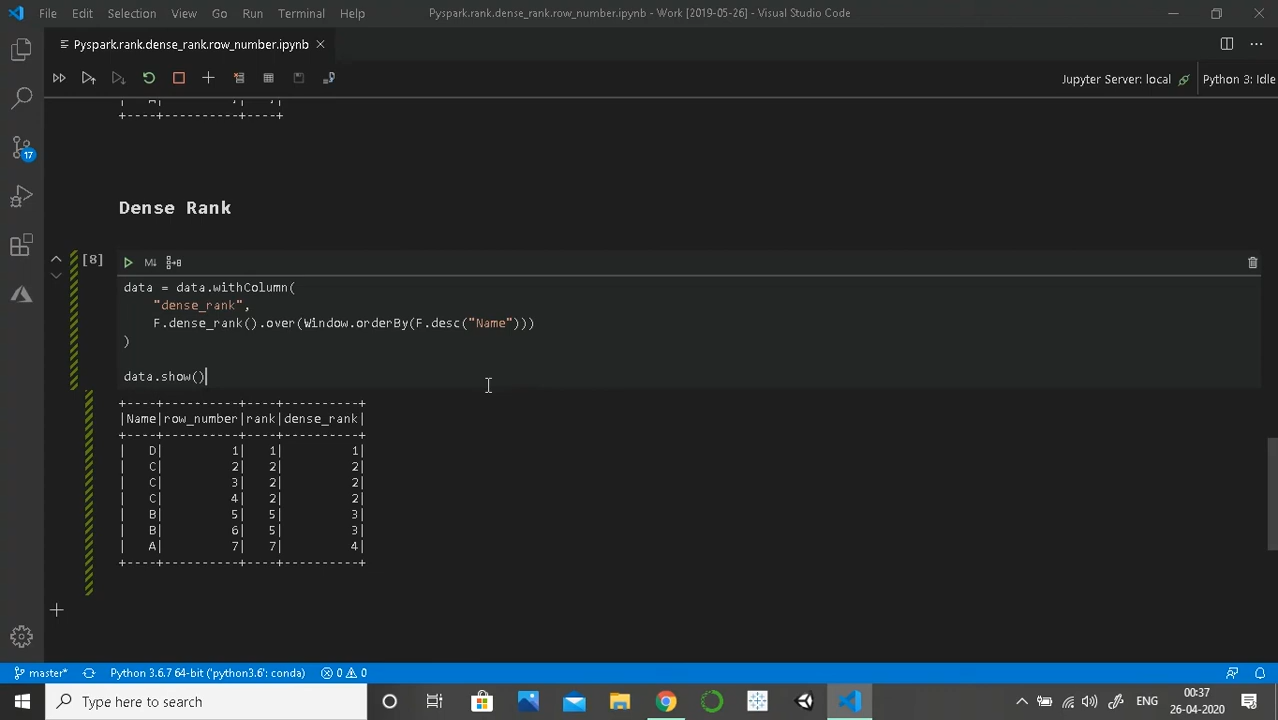 File Edit Selection View Go Run Terminal Help
Pyspark.rank.dense_rank.row_number.ipynb - Work [2019-05-26] - Visual Studio Code
Pyspark.rank.dense_rank.row_number.ipynb
Jupyter Server: local
Python 3: Idle
17
+----+----------+----+
Dense Rank
[8]
M↓
data = data.withColumn(
"dense_rank",
F.dense_rank().over(Window.orderBy(F.desc("Name")))
)
data.show()
+----+----------+----+----------+
|Name|row_number|rank|dense_rank|
+----+----------+----+----------+
|   D|         1|   1|         1|
|   C|         2|   2|         2|
|   C|         3|   2|         2|
|   C|         4|   2|         2|
|   B|         5|   5|         3|
|   B|         6|   5|         3|
|   A|         7|   7|         4|
+----+----------+----+----------+
master* Python 3.6.7 64-bit ('python3.6': conda) 0 0
Type here to search
ENG
00:37
26-04-2020